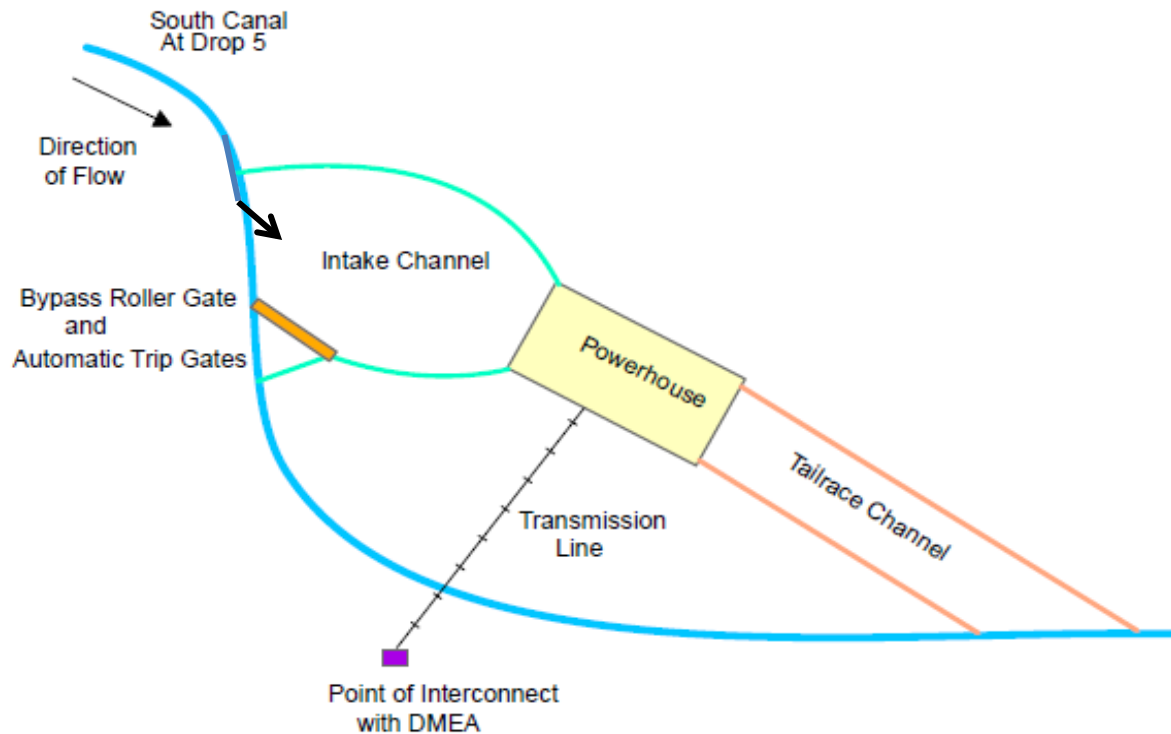 South Canal
At Drop 5
Direction
of Flow
Intake Channel
Bypass Roller Gate
and
Automatic Trip Gates
Powerhouse
Tailrace Channel
Transmission
Line
Point of Interconnect
with DMEA